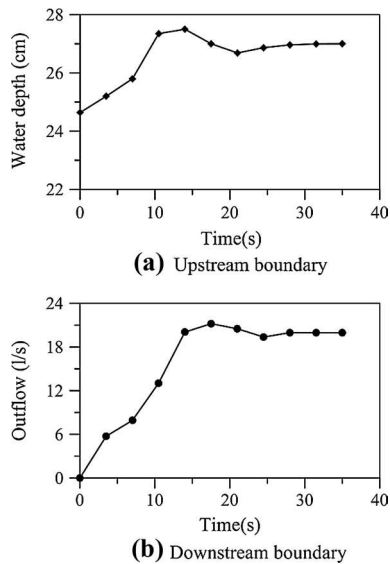 28
26
24
22
Water depth (cm)
0 10 20 30 40
Time(s)
(a) Upstream boundary
24
18
12
6
0
Outflow (l/s)
0 10 20 30 40
Time(s)
(b) Downstream boundary